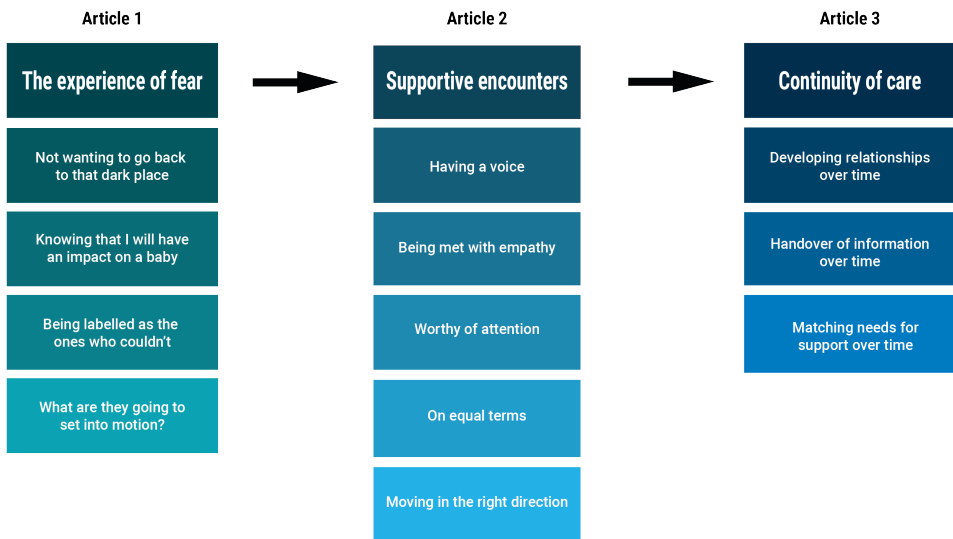 Article 1
The experience of fear
Not wanting to go back
to that dark place
Knowing that I will have
an impact on a baby
Being labelled as the
ones who couldn’t
What are they going to
set into motion?
Article 2
Supportive encounters
Having a voice
Being met with empathy
Worthy of attention
On equal terms
Moving in the right direction
Article 3
Continuity of care
Developing relationships
over time
Handover of information
over time
Matching needs for
support over time